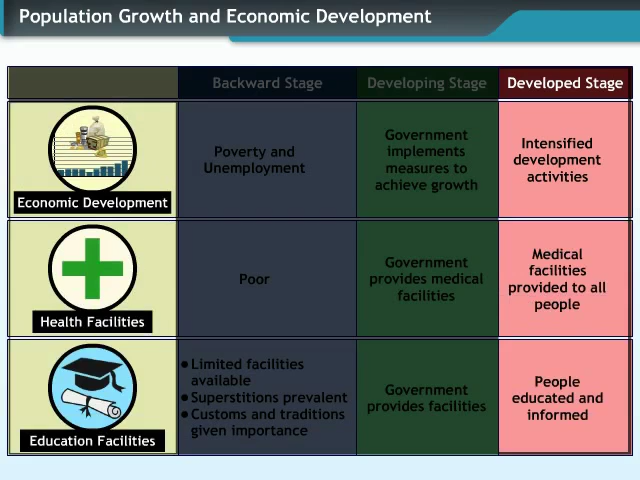 Population Growth and Economic Development
Backward Stage
Developing Stage
Developed Stage
Economic Development
Poverty and
Unemployment
Government
implements
measures to
achieve growth
Intensified
development
activities
Health Facilities
Poor
Government
provides medical
facilities
Medical
facilities
provided to all
people
Education Facilities
●Limited facilities
available
●Superstitions prevalent
●Customs and traditions
given importance
Government
provides facilities
People
educated and
informed